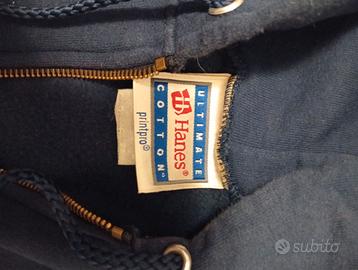 ULTIMATE
COTTON®
Hanes®
printpro®
subito